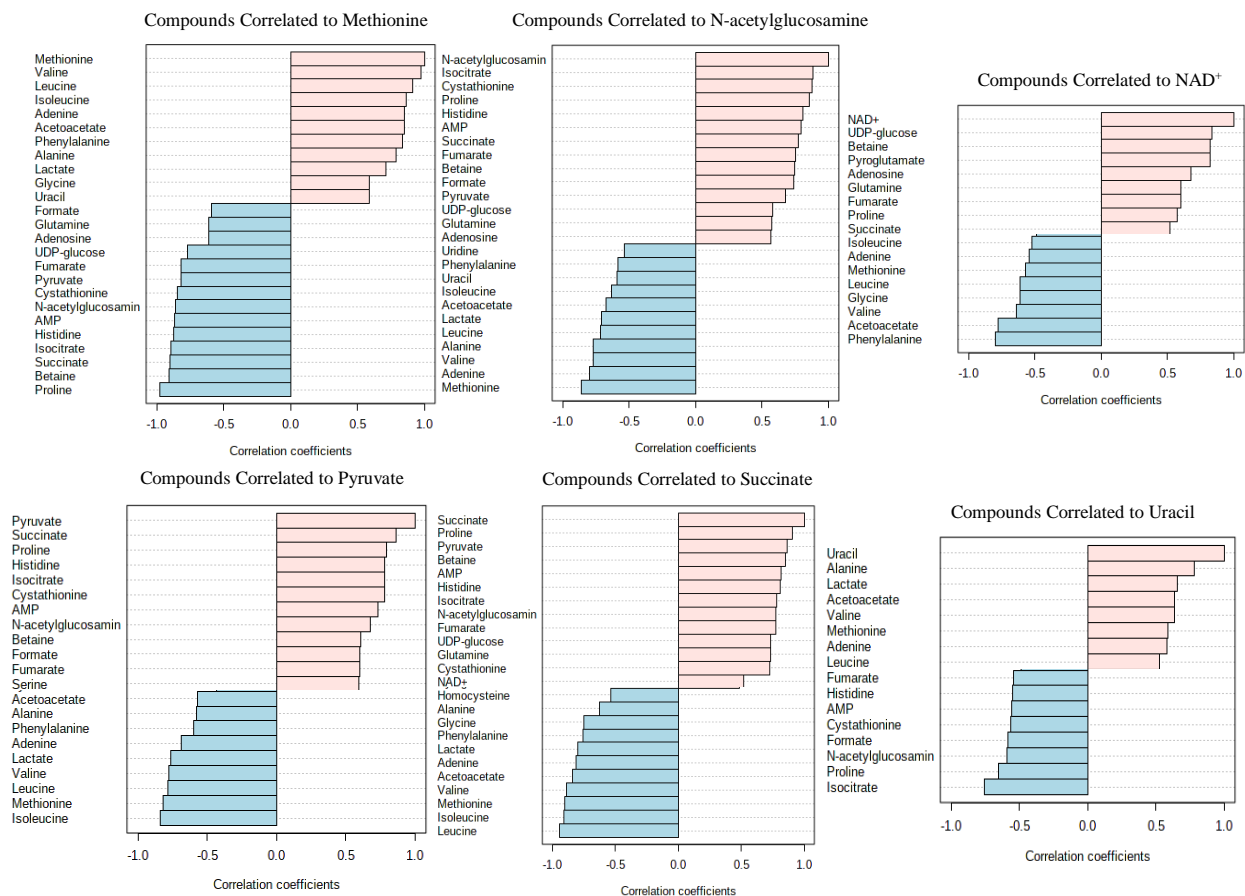 Compounds Correlated to Methionine
Methionine
Valine
Leucine
Isoleucine
Adenine
Acetoacetate
Phenylalanine
Alanine
Lactate
Glycine
Uracil
Formate
Glutamine
Adenosine
UDP-glucose
Fumarate
Pyruvate
Cystathionine
N-acetylglucosamin
AMP
Histidine
Isocitrate
Succinate
Betaine
Proline
-1.0 -0.5 0.0 0.5 1.0
Correlation coefficients
Compounds Correlated to N-acetylglucosamine
N-acetylglucosamin
Isocitrate
Cystathionine
Proline
Histidine
AMP
Succinate
Fumarate
Betaine
Formate
Pyruvate
UDP-glucose
Glutamine
Adenosine
Uridine
Phenylalanine
Uracil
Isoleucine
Acetoacetate
Lactate
Leucine
Alanine
Valine
Adenine
Methionine
-1.0 -0.5 0.0 0.5 1.0
Correlation coefficients
Compounds Correlated to NAD⁺
NAD+
UDP-glucose
Betaine
Pyroglutamate
Adenosine
Glutamine
Fumarate
Proline
Succinate
Isoleucine
Adenine
Methionine
Leucine
Glycine
Valine
Acetoacetate
Phenylalanine
-1.0 -0.5 0.0 0.5 1.0
Correlation coefficients
Compounds Correlated to Pyruvate
Pyruvate
Succinate
Proline
Histidine
Isocitrate
Cystathionine
AMP
N-acetylglucosamin
Betaine
Formate
Fumarate
Serine
Acetoacetate
Alanine
Phenylalanine
Adenine
Lactate
Valine
Leucine
Methionine
Isoleucine
-1.0 -0.5 0.0 0.5 1.0
Correlation coefficients
Compounds Correlated to Succinate
Succinate
Proline
Pyruvate
Betaine
AMP
Histidine
Isocitrate
N-acetylglucosamin
Fumarate
UDP-glucose
Glutamine
Cystathionine
NAD+
Homocysteine
Alanine
Glycine
Phenylalanine
Lactate
Adenine
Acetoacetate
Valine
Methionine
Isoleucine
Leucine
-1.0 -0.5 0.0 0.5 1.0
Correlation coefficients
Compounds Correlated to Uracil
Uracil
Alanine
Lactate
Acetoacetate
Valine
Methionine
Adenine
Leucine
Fumarate
Histidine
AMP
Cystathionine
Formate
N-acetylglucosamin
Proline
Isocitrate
-1.0 -0.5 0.0 0.5 1.0
Correlation coefficients